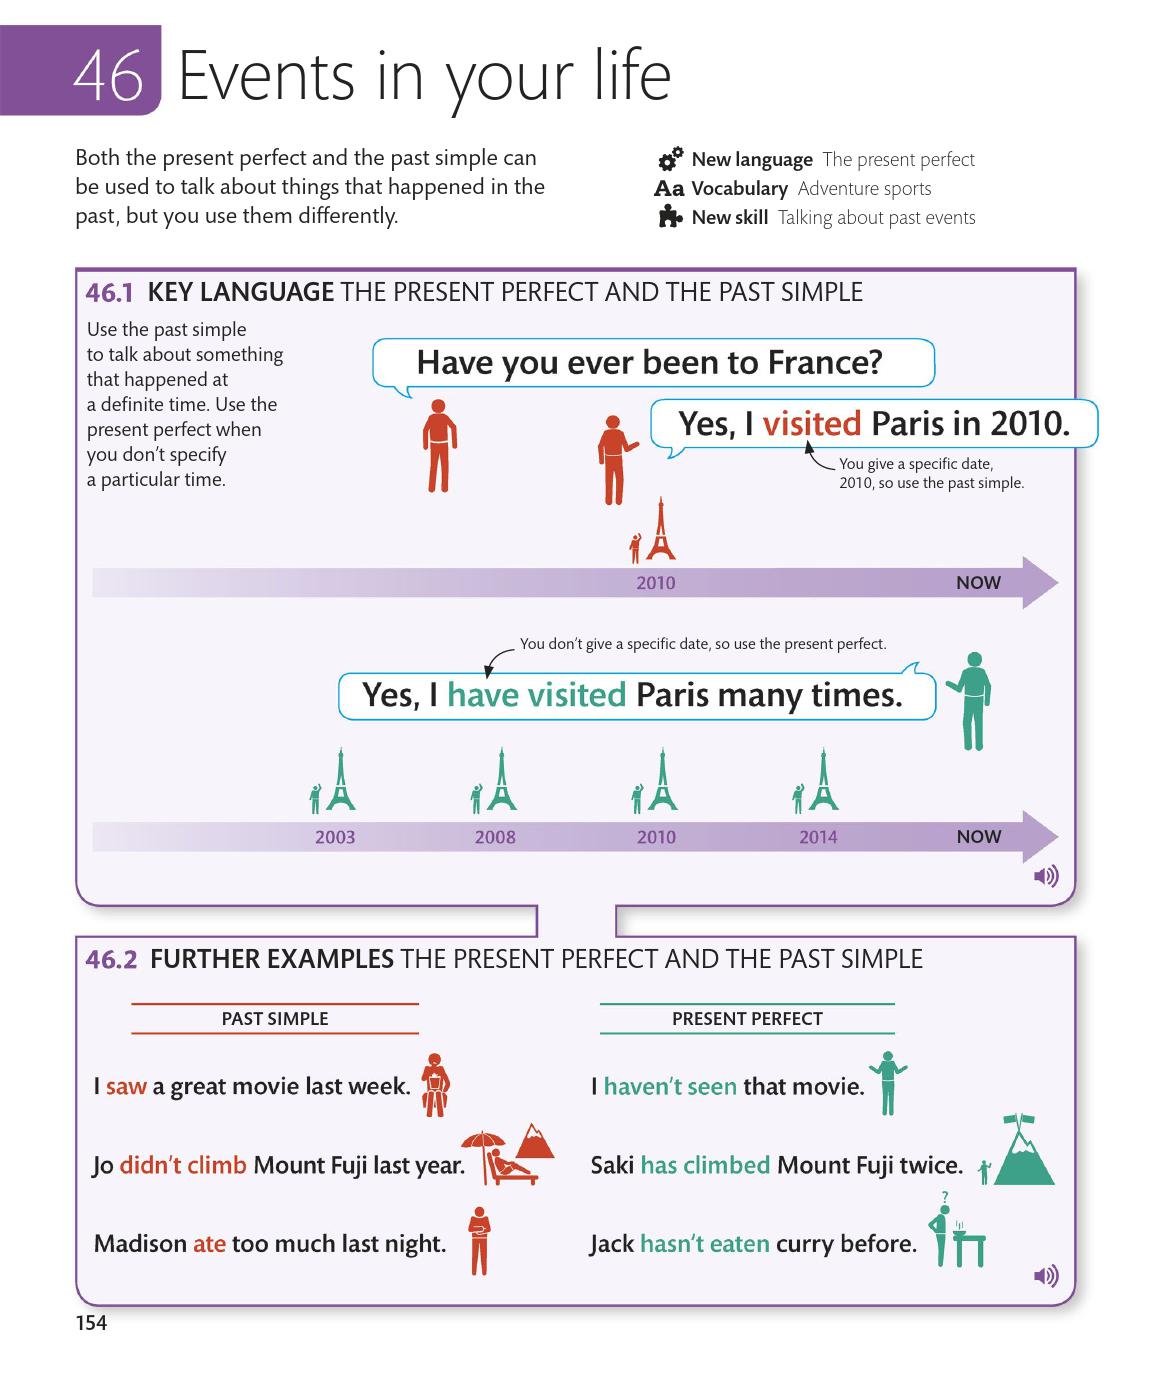 46 Events in your life
Both the present perfect and the past simple can
be used to talk about things that happened in the
past, but you use them differently.
New language The present perfect
Aa Vocabulary Adventure sports
New skill Talking about past events
46.1 KEY LANGUAGE THE PRESENT PERFECT AND THE PAST SIMPLE
Use the past simple
to talk about something
that happened at
a definite time. Use the
present perfect when
you don't specify
a particular time.
Have you ever been to France?
Yes, I visited Paris in 2010.
You give a specific date,
2010, so use the past simple.
2010 NOW
You don't give a specific date, so use the present perfect.
Yes, I have visited Paris many times.
2003 2008 2010 2014 NOW
46.2 FURTHER EXAMPLES THE PRESENT PERFECT AND THE PAST SIMPLE
PAST SIMPLE
I saw a great movie last week.
Jo didn't climb Mount Fuji last year.
Madison ate too much last night.
PRESENT PERFECT
I haven't seen that movie.
Saki has climbed Mount Fuji twice.
?
Jack hasn't eaten curry before.
154